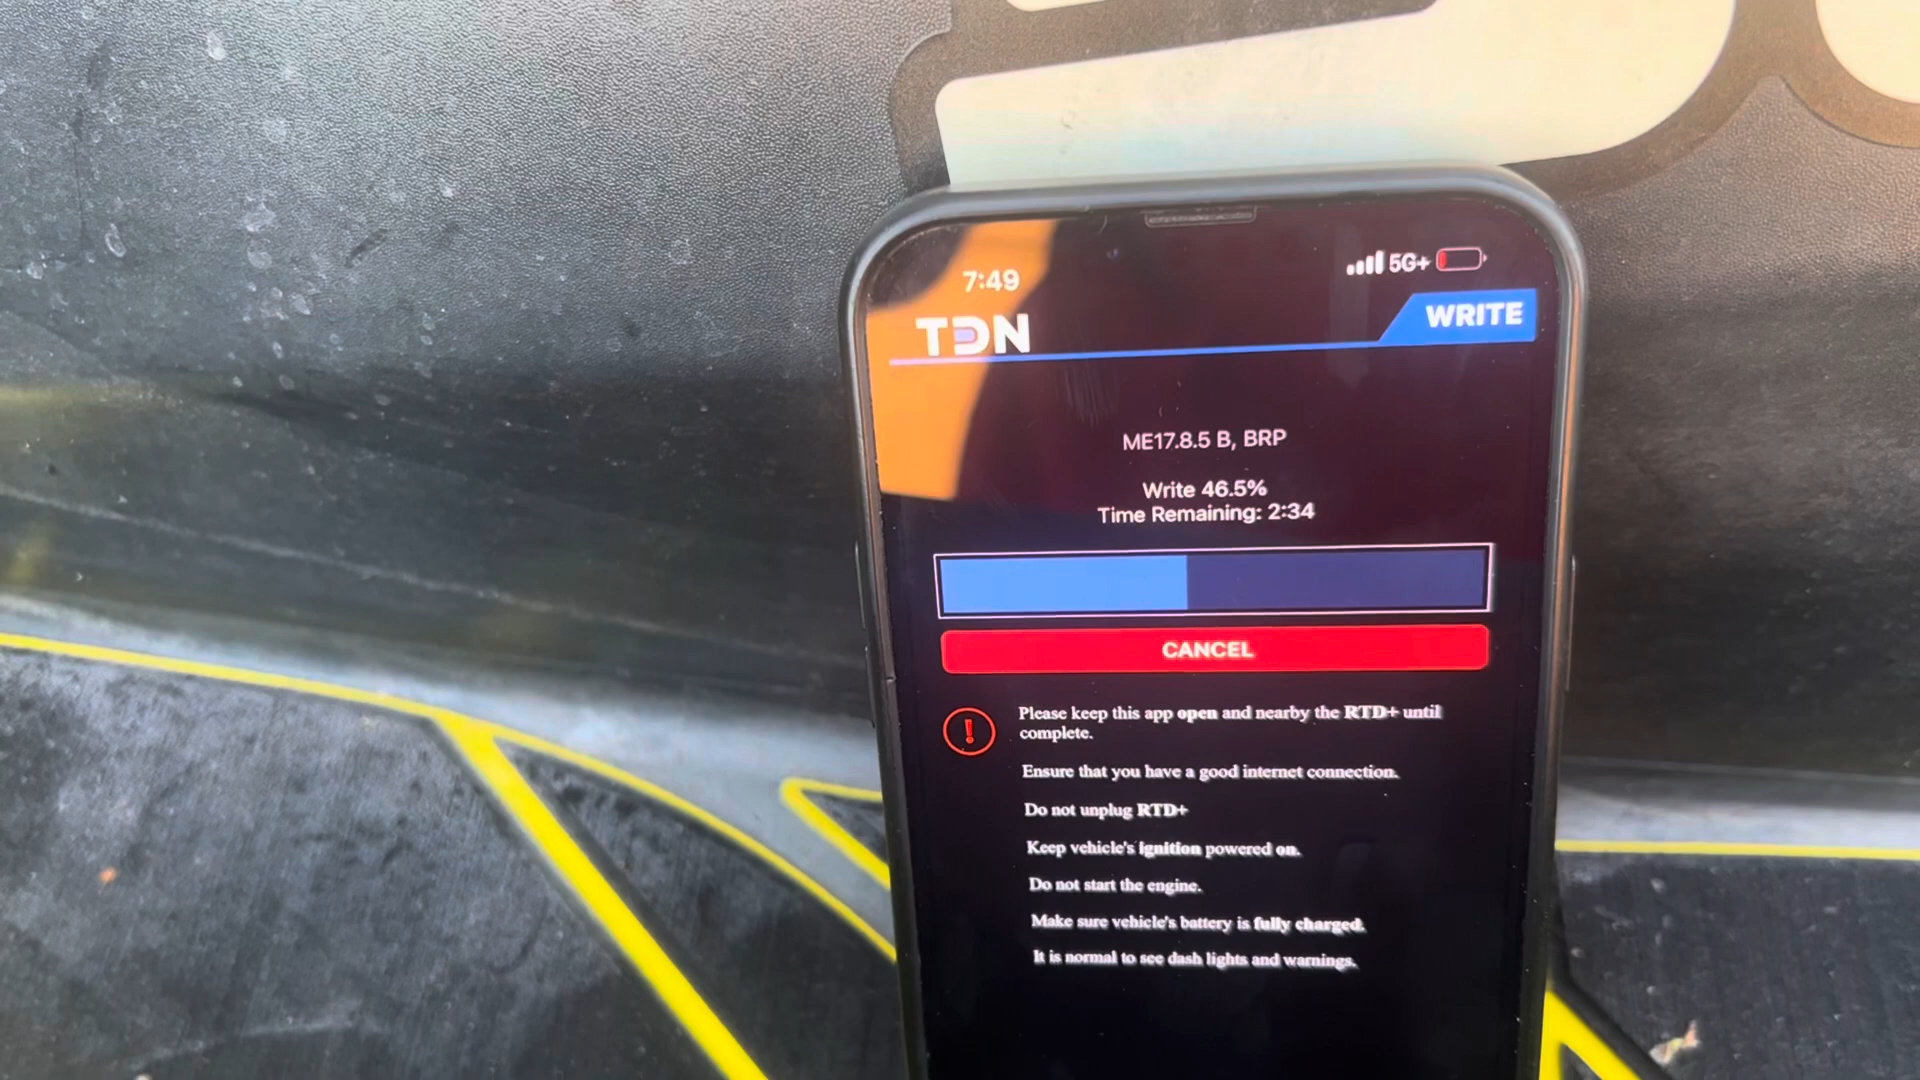 7:49
5G+
TDN
WRITE
ME17.8.5 B, BRP
Write 46.5%
Time Remaining: 2:34
CANCEL
Please keep this app open and nearby the RTD+ until
complete.
Ensure that you have a good internet connection.
Do not unplug RTD+
Keep vehicle's ignition powered on.
Do not start the engine.
Make sure vehicle's battery is fully charged.
It is normal to see dash lights and warnings.